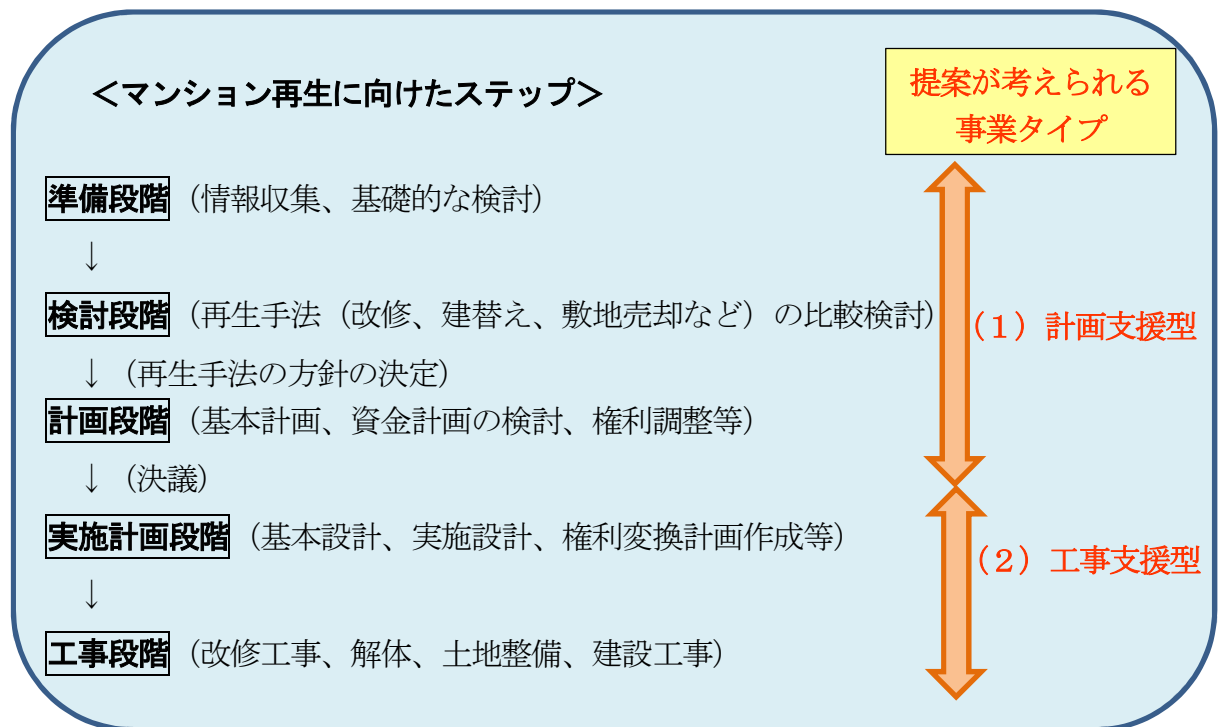 ＜マンション再生に向けたステップ＞
提案が考えられる
事業タイプ
準備段階（情報収集、基礎的な検討）
↓
検討段階（再生手法（改修、建替え、敷地売却など）の比較検討）
（１）計画支援型
↓（再生手法の方針の決定）
計画段階（基本計画、資金計画の検討、権利調整等）
↓（決議）
実施計画段階（基本設計、実施設計、権利変換計画作成等）
（２）工事支援型
↓
工事段階（改修工事、解体、土地整備、建設工事）